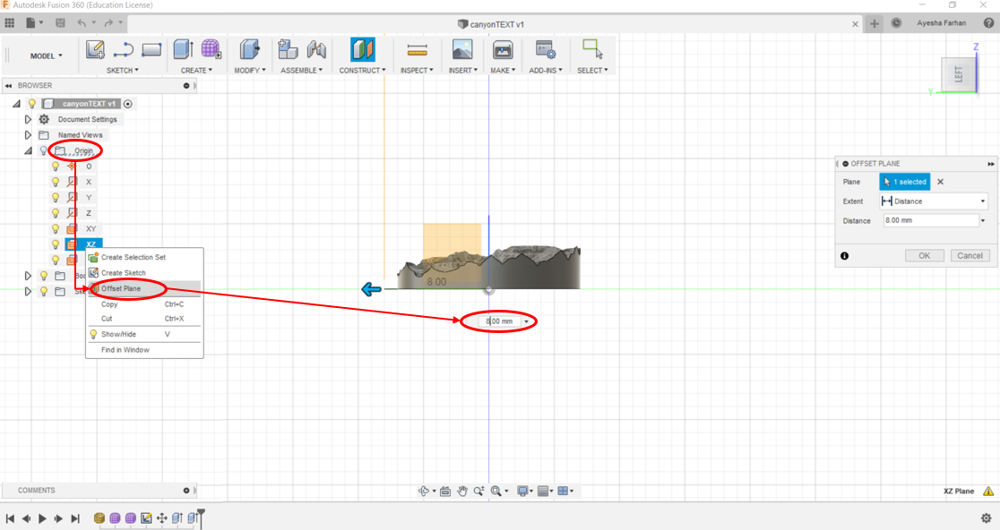 Autodesk Fusion 360 (Education License)
canyonTEXT v1
Ayesha Farhan
MODEL
SKETCH
CREATE
MODIFY
ASSEMBLE
CONSTRUCT
INSPECT
INSERT
MAKE
ADD-INS
SELECT
BROWSER
canyonTEXT v1
Document Settings
Named Views
Origin
O
X
Y
Z
XY
XZ
Create Selection Set
Create Sketch
Offset Plane
Copy Ctrl+C
Cut Ctrl+X
Show/Hide V
Find in Window
Z
LEFT
Y
OFFSET PLANE
Plane 1 selected
Extent Distance
Distance 8.00 mm
OK Cancel
8.00
8.00 mm
COMMENTS
XZ Plane